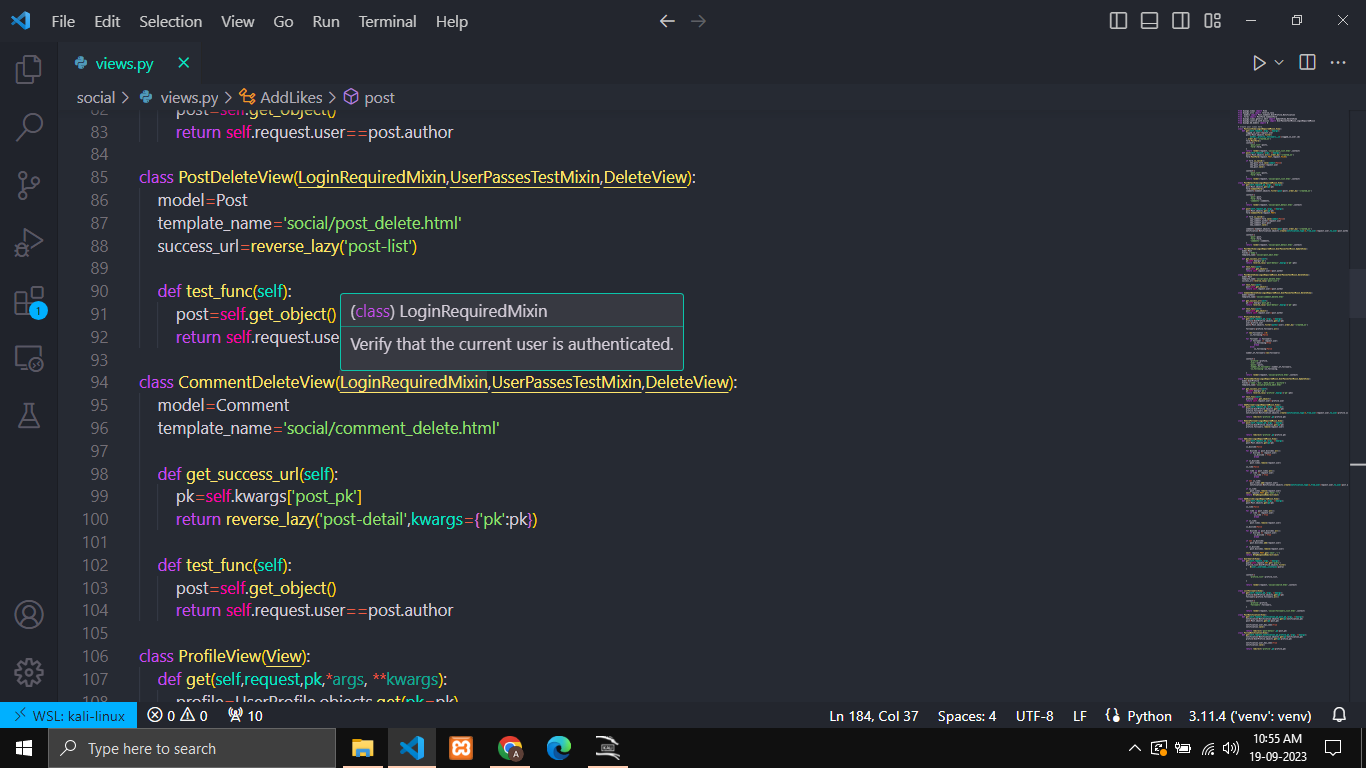 File Edit Selection View Go Run Terminal Help
views.py
social > views.py > AddLikes > post
82 post=self.get_object()
83 return self.request.user==post.author
84
85 class PostDeleteView(LoginRequiredMixin,UserPassesTestMixin,DeleteView):
86 model=Post
87 template_name='social/post_delete.html'
88 success_url=reverse_lazy('post-list')
89
90 def test_func(self):
91 post=self.get_object()
92 return self.request.use
(class) LoginRequiredMixin
Verify that the current user is authenticated.
93
94 class CommentDeleteView(LoginRequiredMixin,UserPassesTestMixin,DeleteView):
95 model=Comment
96 template_name='social/comment_delete.html'
97
98 def get_success_url(self):
99 pk=self.kwargs['post_pk']
100 return reverse_lazy('post-detail',kwargs={'pk':pk})
101
102 def test_func(self):
103 post=self.get_object()
104 return self.request.user==post.author
105
106 class ProfileView(View):
107 def get(self,request,pk,*args, **kwargs):
108 profile=UserProfile.objects.get(pk=pk)
1
WSL: kali-linux 0 0 10 Ln 184, Col 37 Spaces: 4 UTF-8 LF Python 3.11.4 ('venv': venv)
Type here to search 10:55 AM
19-09-2023